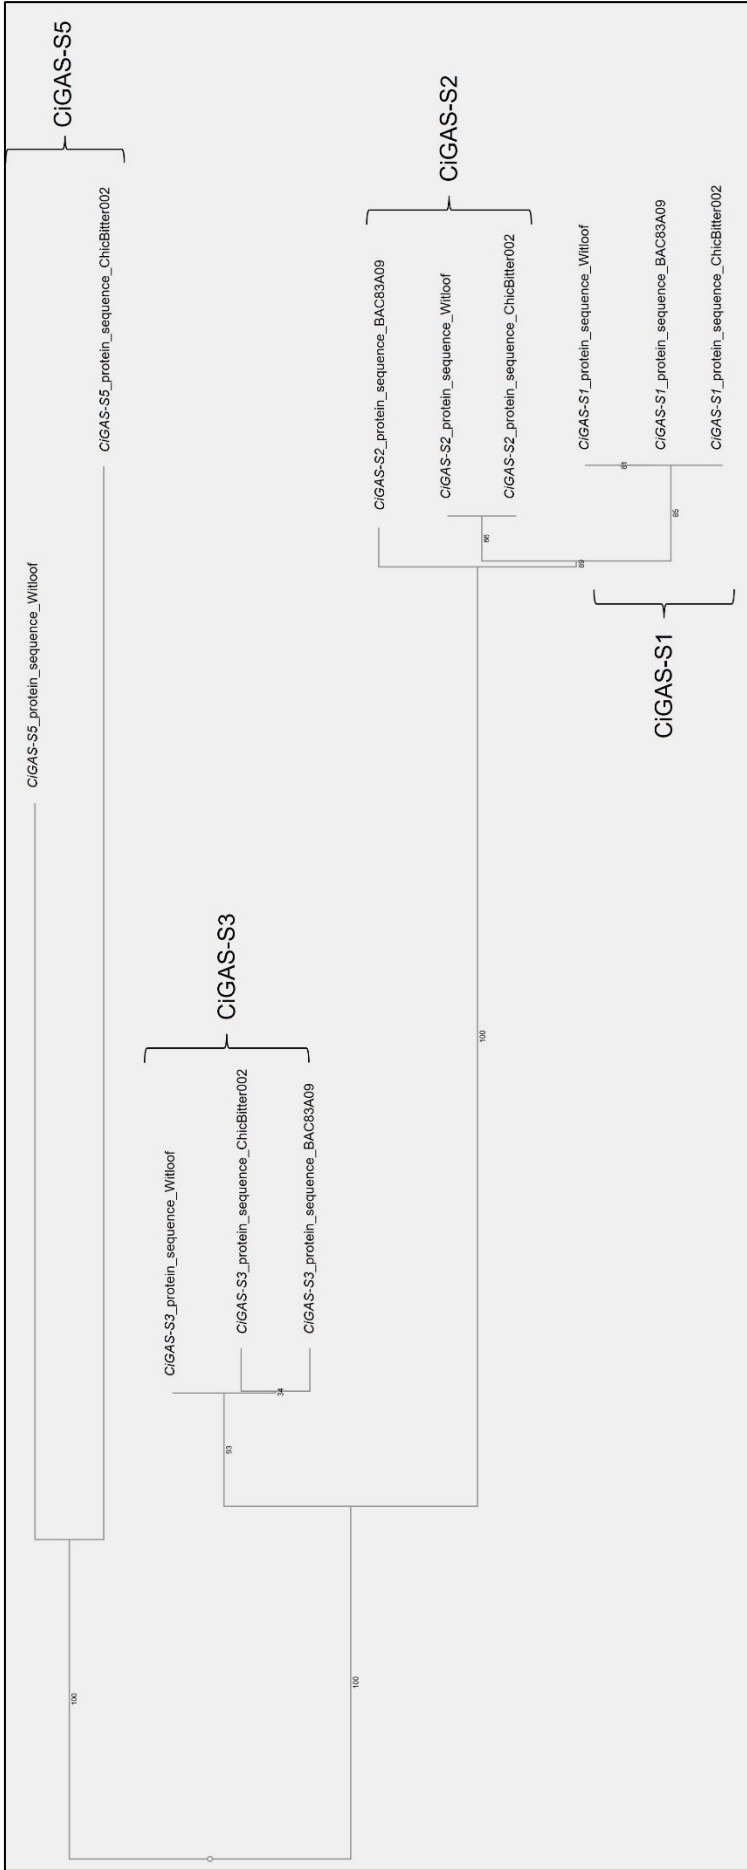 CiGAS-S5
CiGAS-S5_protein_sequence_Witloof
CiGAS-S5_protein_sequence_ChicBitter002
100
CiGAS-S3
CiGAS-S3_protein_sequence_Witloof
CiGAS-S3_protein_sequence_ChicBitter002
CiGAS-S3_protein_sequence_BAC83A09
34
93
100
100
CiGAS-S2
CiGAS-S2_protein_sequence_BAC83A09
CiGAS-S2_protein_sequence_Witloof
CiGAS-S2_protein_sequence_ChicBitter002
66
89
CiGAS-S1_protein_sequence_Witloof
CiGAS-S1_protein_sequence_BAC83A09
CiGAS-S1_protein_sequence_ChicBitter002
81
85
CiGAS-S1